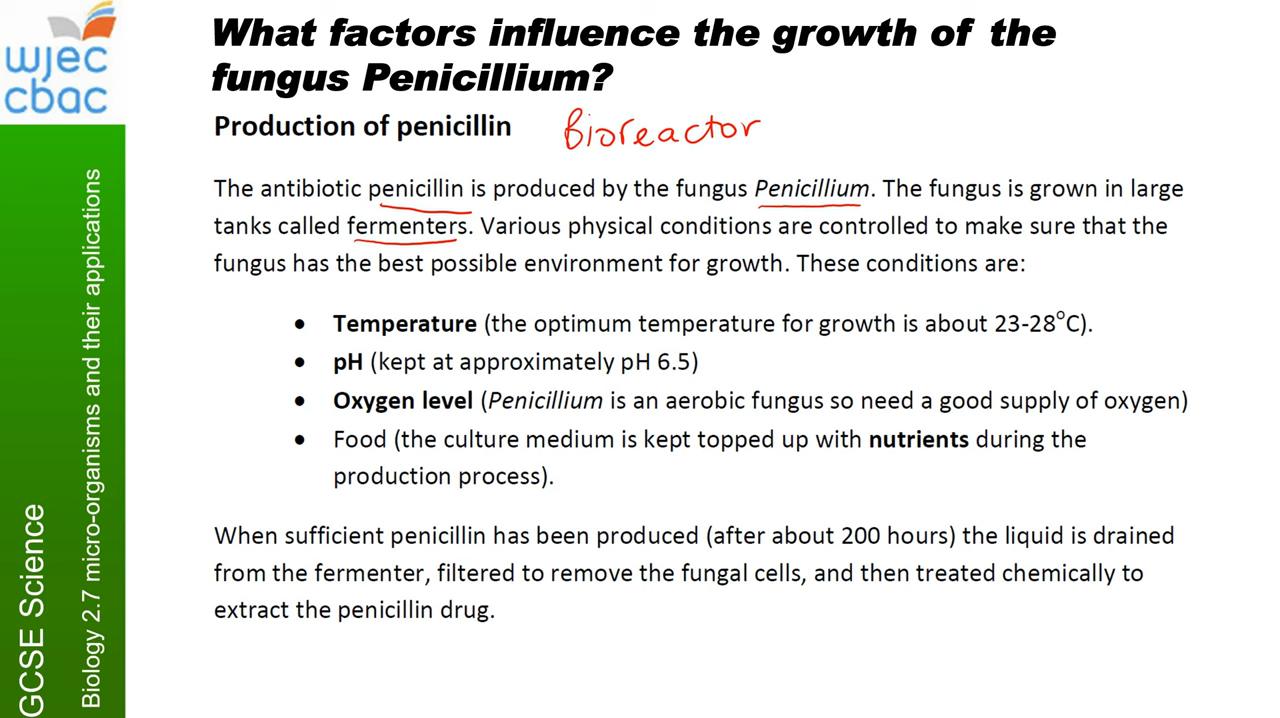 wjec
cbac
What factors influence the growth of the
fungus Penicillium?
Production of penicillin
Bioreactor
The antibiotic penicillin is produced by the fungus Penicillium. The fungus is grown in large
tanks called fermenters. Various physical conditions are controlled to make sure that the
fungus has the best possible environment for growth. These conditions are:
• Temperature (the optimum temperature for growth is about 23-28°C).
• pH (kept at approximately pH 6.5)
• Oxygen level (Penicillium is an aerobic fungus so need a good supply of oxygen)
• Food (the culture medium is kept topped up with nutrients during the
production process).
When sufficient penicillin has been produced (after about 200 hours) the liquid is drained
from the fermenter, filtered to remove the fungal cells, and then treated chemically to
extract the penicillin drug.
GCSE Science
Biology 2.7 micro-organisms and their applications